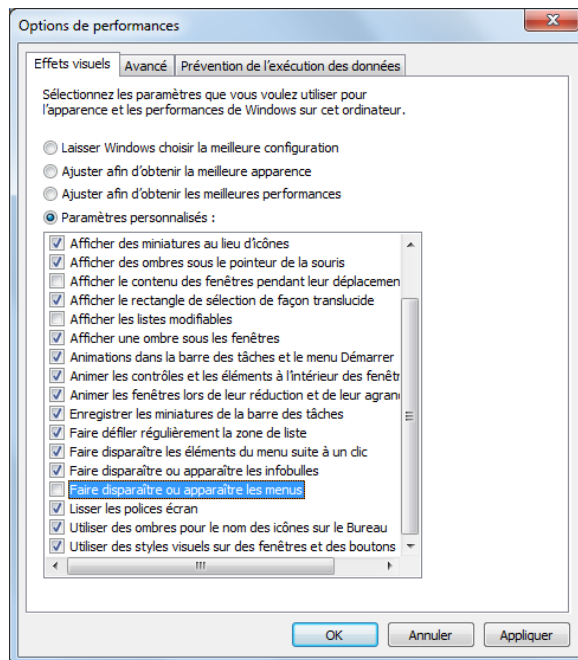 Options de performances
Effets visuels Avancé Prévention de l'exécution des données
Sélectionnez les paramètres que vous voulez utiliser pour
l'apparence et les performances de Windows sur cet ordinateur.
Laisser Windows choisir la meilleure configuration
Ajuster afin d'obtenir la meilleure apparence
Ajuster afin d'obtenir les meilleures performances
Paramètres personnalisés :
Afficher des miniatures au lieu d'icônes
Afficher des ombres sous le pointeur de la souris
Afficher le contenu des fenêtres pendant leur déplacemen
Afficher le rectangle de sélection de façon translucide
Afficher les listes modifiables
Afficher une ombre sous les fenêtres
Animations dans la barre des tâches et le menu Démarrer
Animer les contrôles et les éléments à l'intérieur des fenêtr
Animer les fenêtres lors de leur réduction et de leur agran
Enregistrer les miniatures de la barre des tâches
Faire défiler régulièrement la zone de liste
Faire disparaître les éléments du menu suite à un clic
Faire disparaître ou apparaître les infobulles
Faire disparaître ou apparaître les menus
Lisser les polices écran
Utiliser des ombres pour le nom des icônes sur le Bureau
Utiliser des styles visuels sur des fenêtres et des boutons
OK Annuler Appliquer